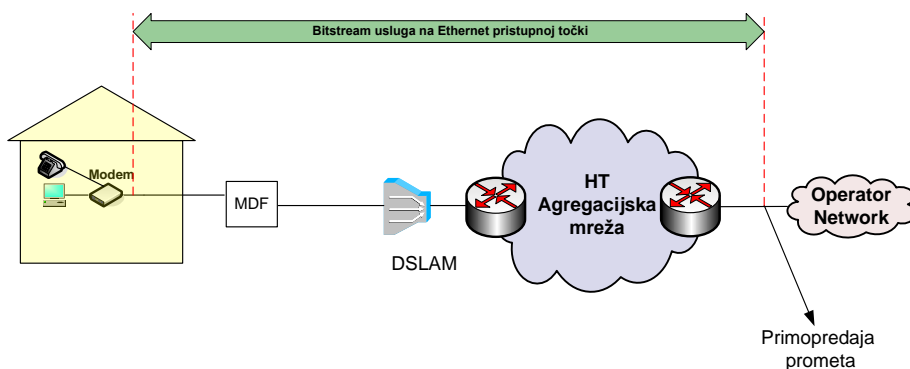 Bitstream usluga na Ethernet pristupnoj točki
Modem
MDF
DSLAM
HT
Agregacijska
mreža
Operator
Network
Primopredaja
prometa